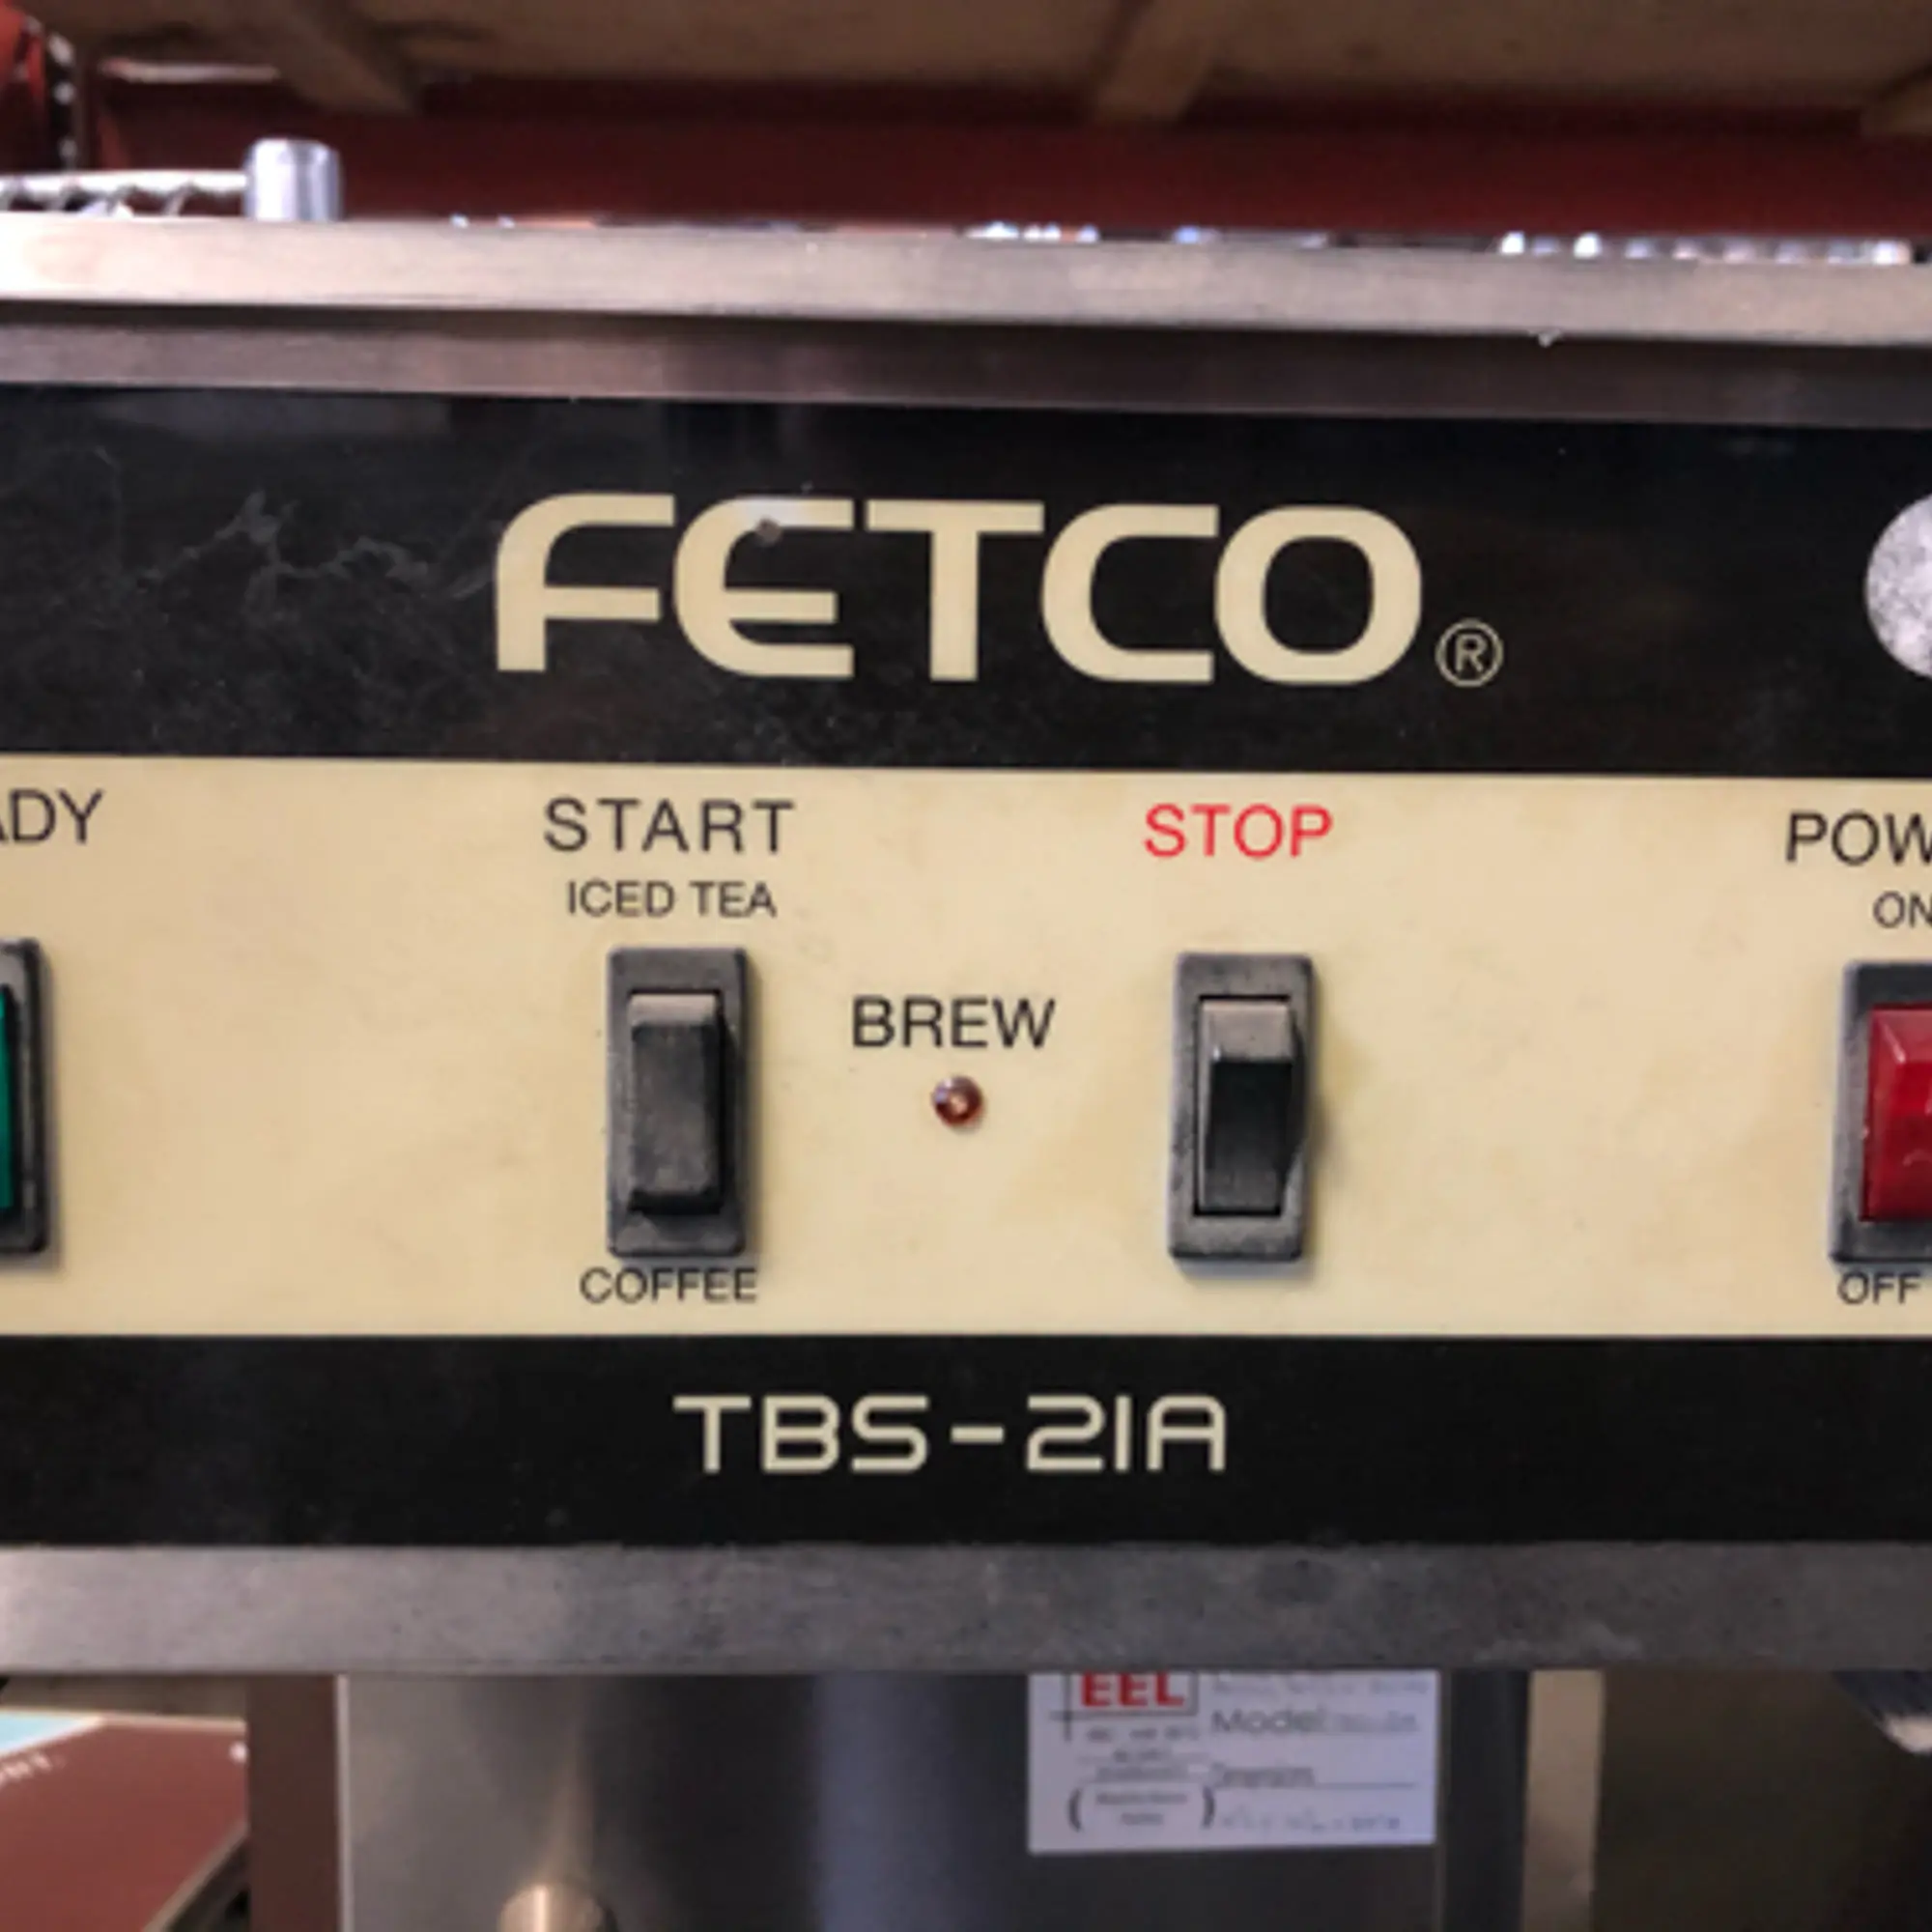 FETCO®
ADY
START
STOP
POW
ICED TEA
ON
BREW
COFFEE
OFF
TBS-21A
EEL
Model